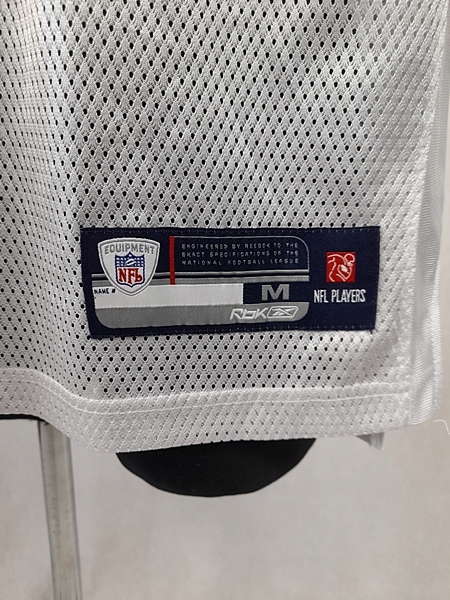 EQUIPMENT
NFL
ENGINEERED BY REEBOK TO THE
EXACT SPECIFICATIONS OF THE
NATIONAL FOOTBALL LEAGUE
NAME #
M
NFL PLAYERS
RbK